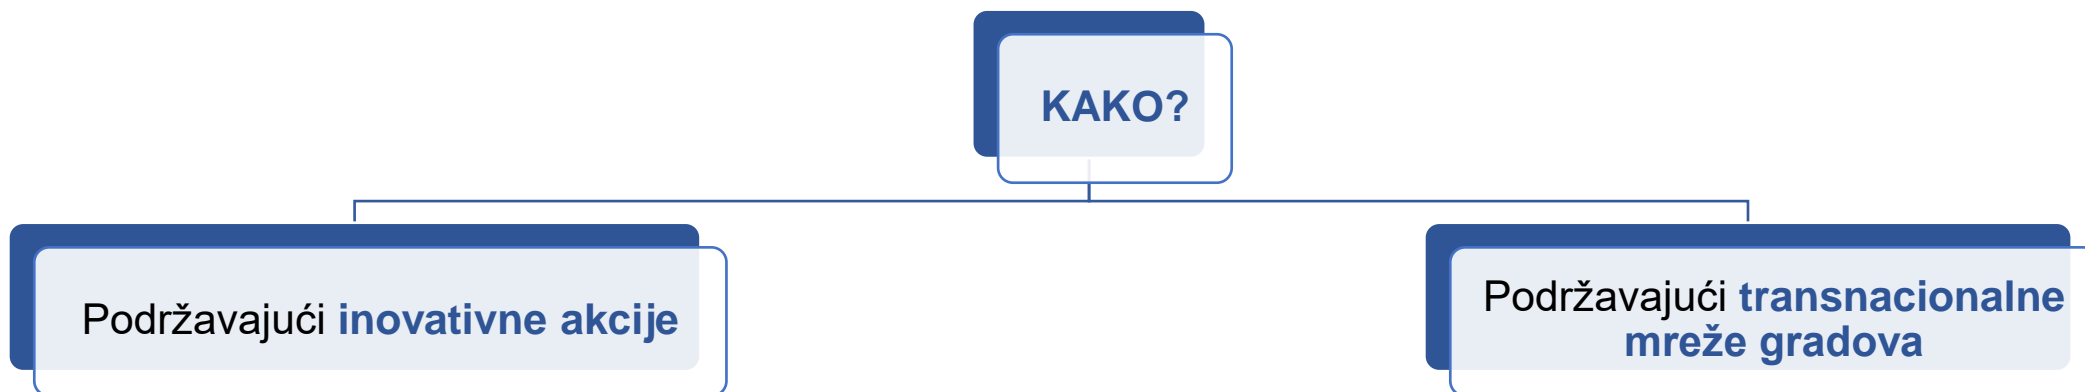 KAKO?
Podržavajući inovativne akcije
Podržavajući transnacionalne
mreže gradova